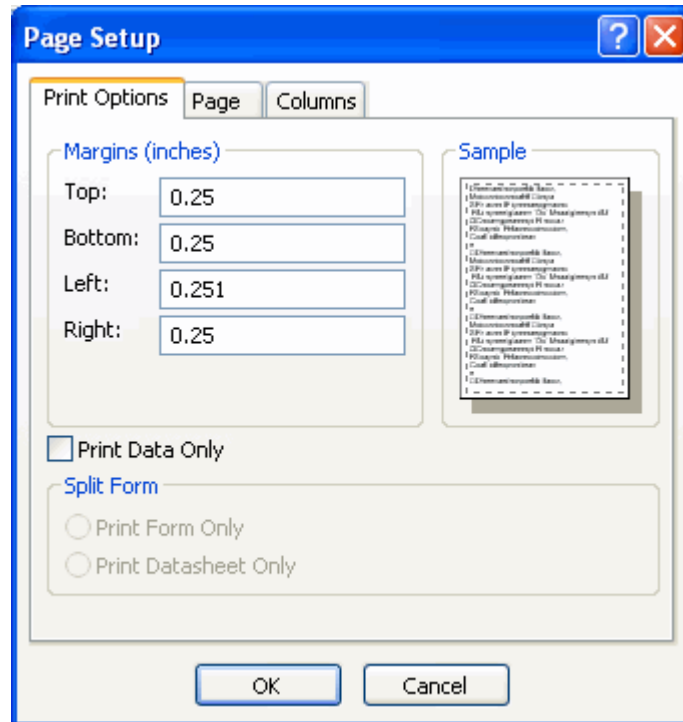 Page Setup
Print Options Page Columns
Margins (inches)
Top: 0.25
Bottom: 0.25
Left: 0.251
Right: 0.25
Sample
Print Data Only
Split Form
Print Form Only
Print Datasheet Only
OK Cancel